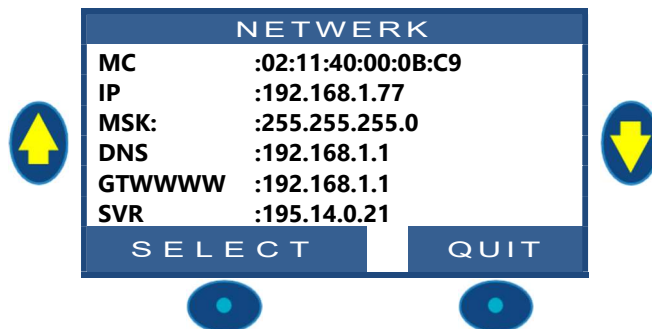 NETWERK
MC :02:11:40:00:0B:C9
IP :192.168.1.77
MSK: :255.255.255.0
DNS :192.168.1.1
GTWWWW :192.168.1.1
SVR :195.14.0.21
SELECT QUIT